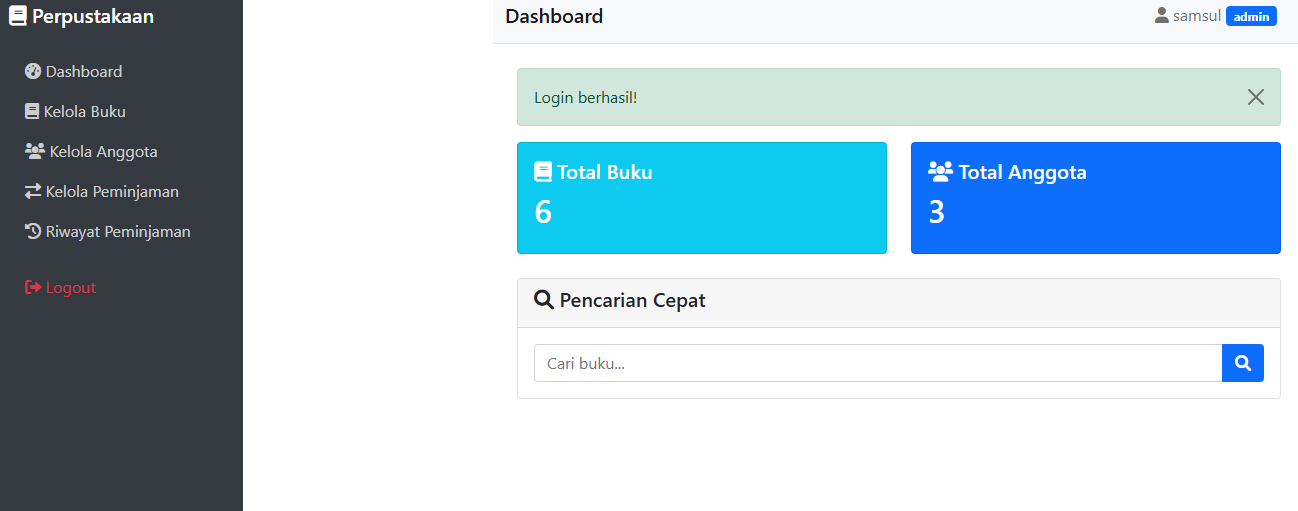 Perpustakaan
Dashboard
Kelola Buku
Kelola Anggota
Kelola Peminjaman
Riwayat Peminjaman
Logout
Dashboard
samsul admin
Login berhasil!
Total Buku
6
Total Anggota
3
Pencarian Cepat
Cari buku...